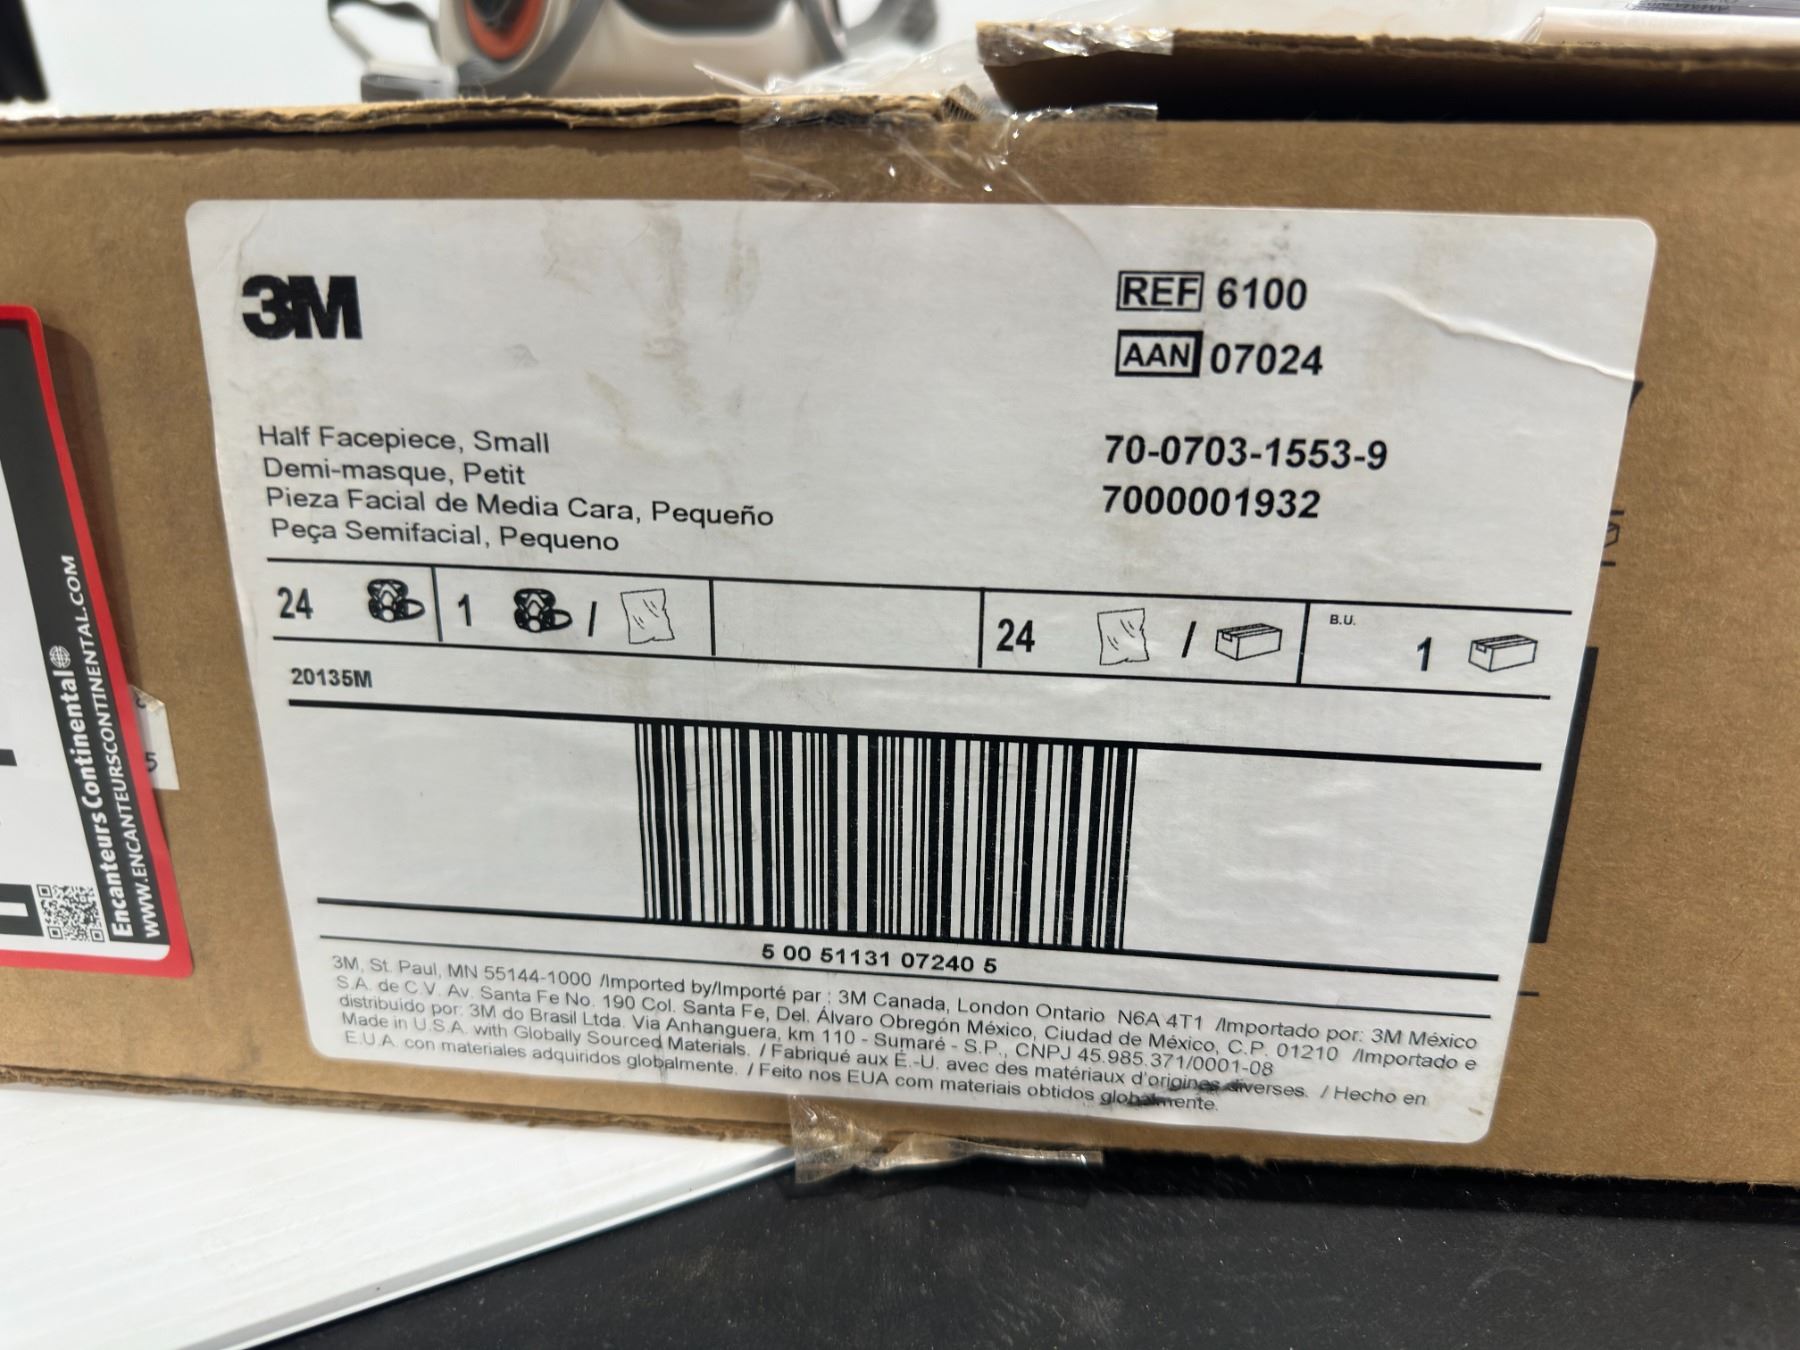 3M
REF 6100
AAN 07024
Half Facepiece, Small
Demi-masque, Petit
Pieza Facial de Media Cara, Pequeño
Peça Semifacial, Pequeno
70-0703-1553-9
7000001932
24 1 / 24 / B.U. 1
20135M
5 00 51131 07240 5
3M, St. Paul, MN 55144-1000 /Imported by/Importé par : 3M Canada, London Ontario N6A 4T1 /Importado por: 3M México
S.A. de C.V. Av. Santa Fe No. 190 Col. Santa Fe, Del. Álvaro Obregón México, Ciudad de México, C.P. 01210 /Importado e
distribuído por: 3M do Brasil Ltda. Via Anhanguera, km 110 - Sumaré - S.P., CNPJ 45.985.371/0001-08
Made in U.S.A. with Globally Sourced Materials. / Fabriqué aux É.-U. avec des matériaux d'origines diverses. / Hecho en
E.U.A. con materiales adquiridos globalmente. / Feito nos EUA com materiais obtidos globalmente.
Encanteurs Continental
WWW.ENCANTEURSCONTINENTAL.COM
5